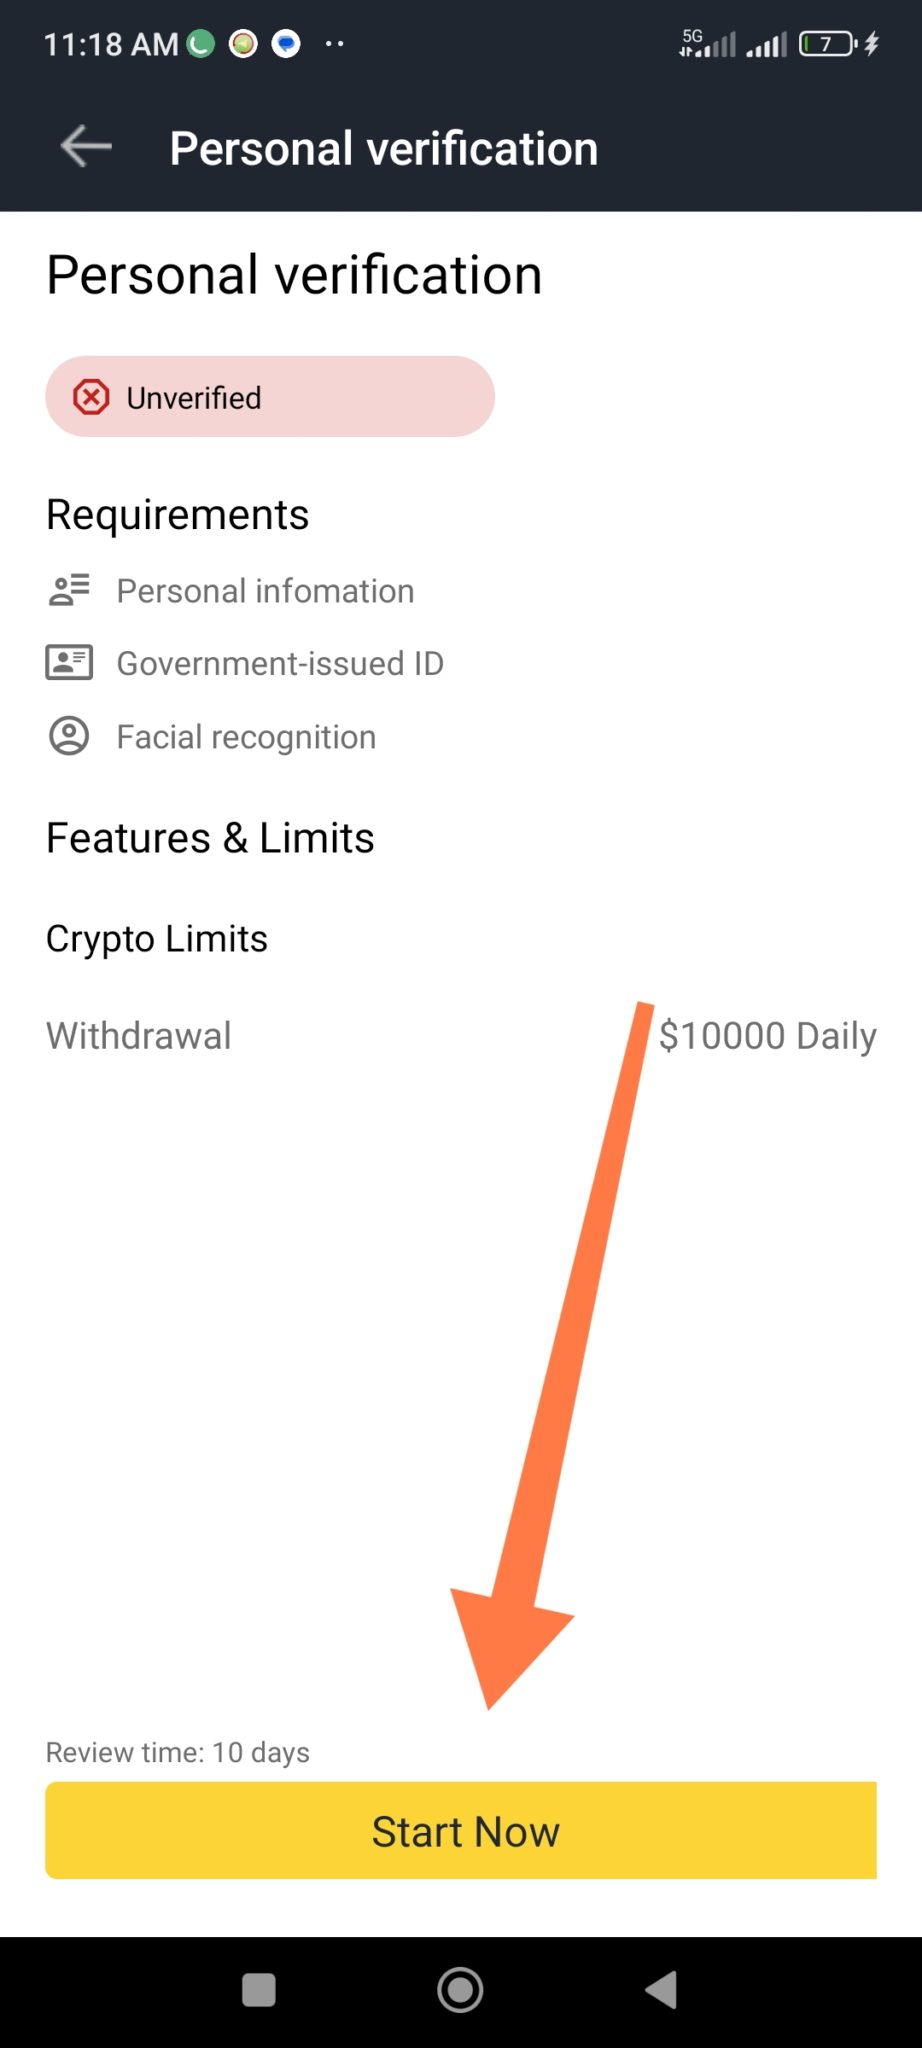 11:18 AM
5G
7
Personal verification
Personal verification
Unverified
Requirements
Personal infomation
Government-issued ID
Facial recognition
Features & Limits
Crypto Limits
Withdrawal $10000 Daily
Review time: 10 days
Start Now